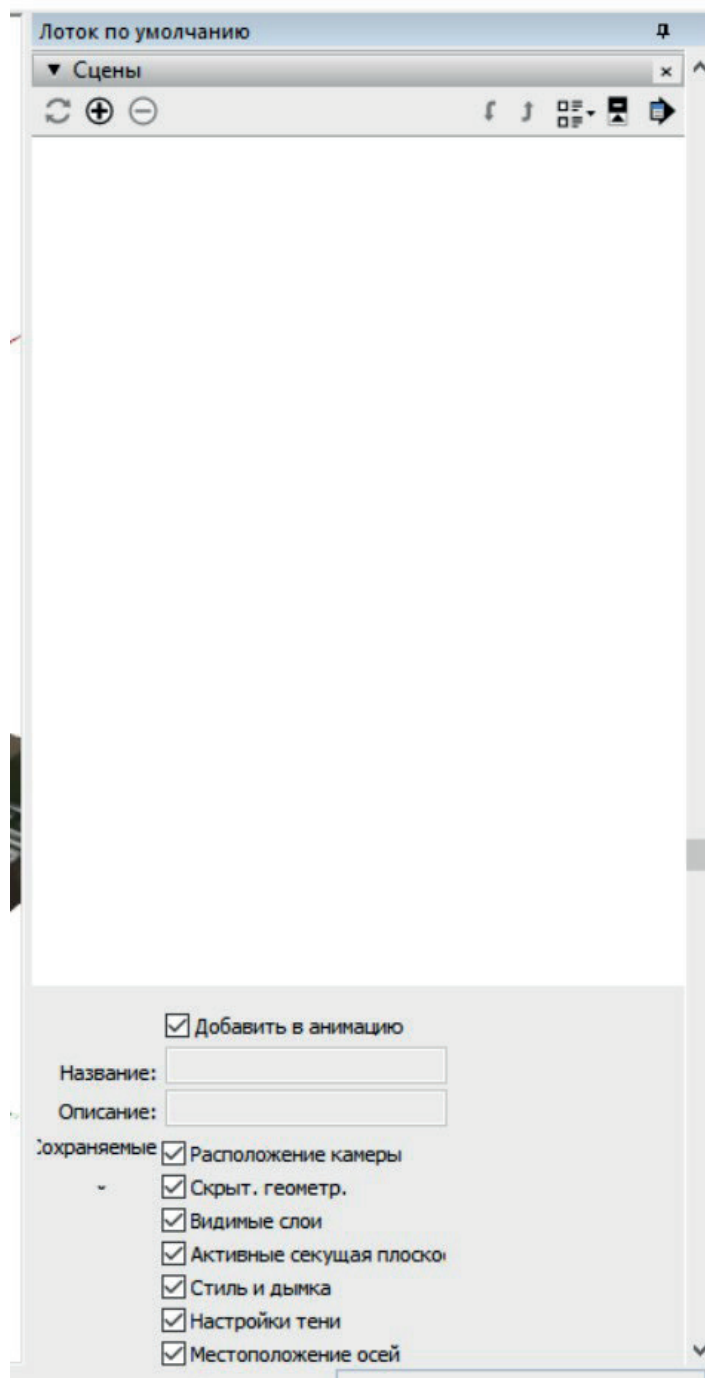 Лоток по умолчанию
Сцены
Добавить в анимацию
Название:
Описание:
Сохраняемые
Расположение камеры
Скрыт. геометр.
Видимые слои
Активные секущая плоско
Стиль и дымка
Настройки тени
Местоположение осей